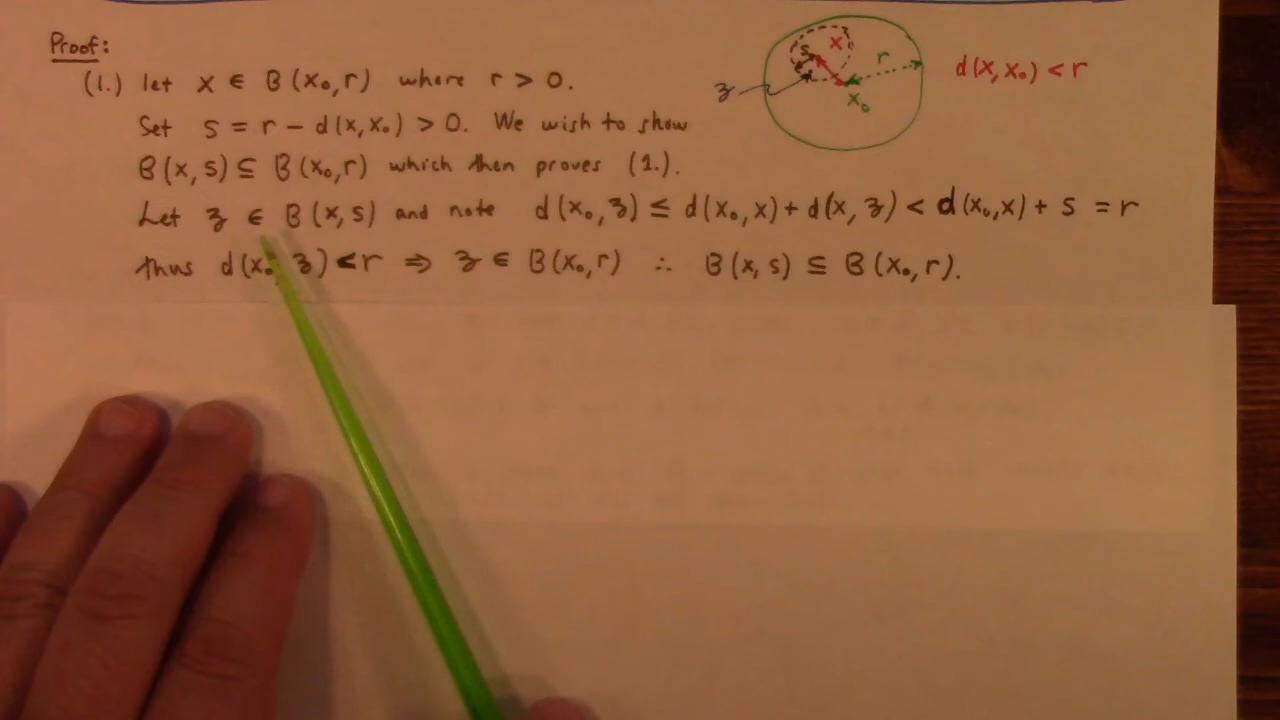 Proof:
(1.) let x ∈ B(x₀,r) where r > 0.
Set s = r − d(x,x₀) > 0. We wish to show
B(x,s) ⊆ B(x₀,r) which then proves (1.).
Let z ∈ B(x,s) and note d(x₀,z) ≤ d(x₀,x) + d(x,z) < d(x₀,x) + s = r
thus d(x₀,z) < r ⇒ z ∈ B(x₀,r) ∴ B(x,s) ⊆ B(x₀,r).
s
x
r
z
x₀
d(x,x₀) < r